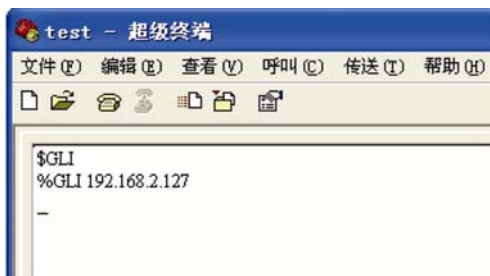 test - 超级终端
文件(F) 编辑(E) 查看(V) 呼叫(C) 传送(T) 帮助(H)
$GLI
%GLI 192.168.2.127
_